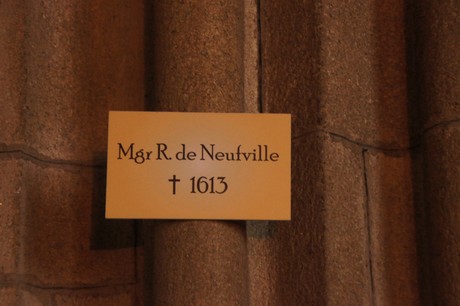 Mgr R. de Neufville
† 1613